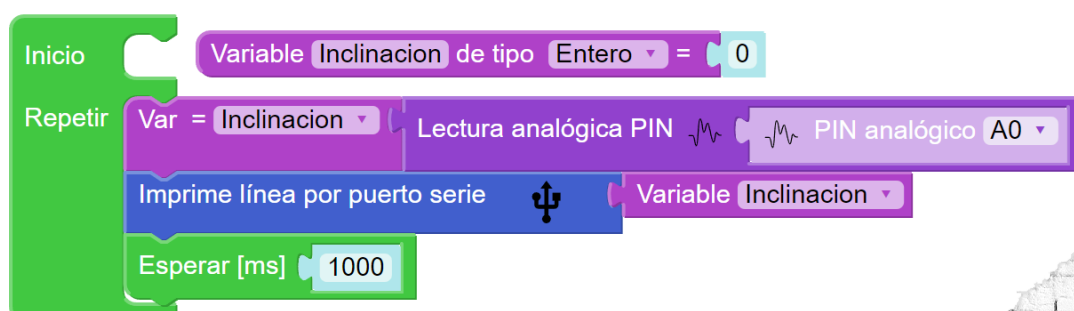 Inicio Variable Inclinacion de tipo Entero = 0
Repetir Var = Inclinacion Lectura analógica PIN PIN analógico A0
Imprime línea por puerto serie Variable Inclinacion
Esperar [ms] 1000